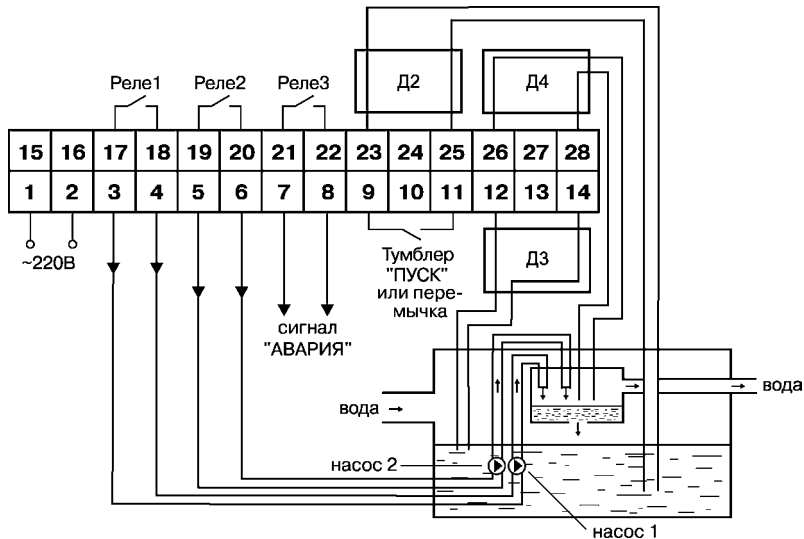 Реле1 Реле2 Реле3 Д2 Д4
15 16 17 18 19 20 21 22 23 24 25 26 27 28
1 2 3 4 5 6 7 8 9 10 11 12 13 14
~220В
Тумблер
"ПУСК"
или пере-
мычка
Д3
сигнал
"АВАРИЯ"
вода
вода
насос 2
насос 1